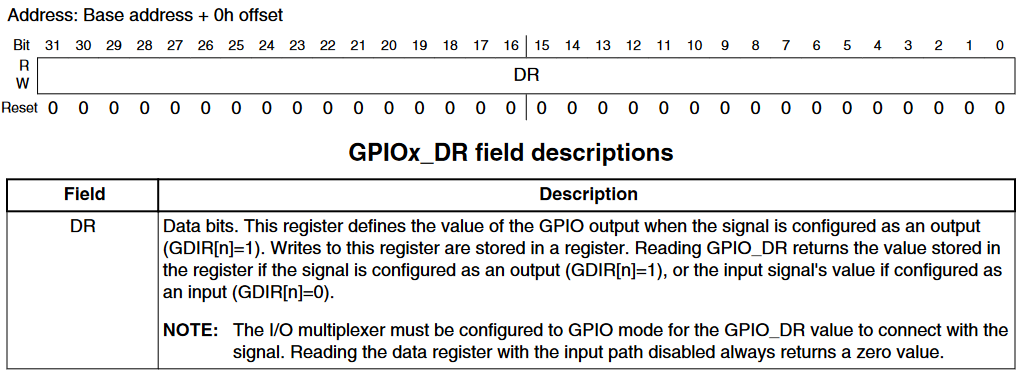 Address: Base address + 0h offset
Bit 31 30 29 28 27 26 25 24 23 22 21 20 19 18 17 16 15 14 13 12 11 10 9 8 7 6 5 4 3 2 1 0
R
DR
W
Reset 0 0 0 0 0 0 0 0 0 0 0 0 0 0 0 0 0 0 0 0 0 0 0 0 0 0 0 0 0 0 0 0
GPIOx_DR field descriptions
Field Description
DR Data bits. This register defines the value of the GPIO output when the signal is configured as an output
(GDIR[n]=1). Writes to this register are stored in a register. Reading GPIO_DR returns the value stored in
the register if the signal is configured as an output (GDIR[n]=1), or the input signal's value if configured as
an input (GDIR[n]=0).
NOTE: The I/O multiplexer must be configured to GPIO mode for the GPIO_DR value to connect with the
signal. Reading the data register with the input path disabled always returns a zero value.